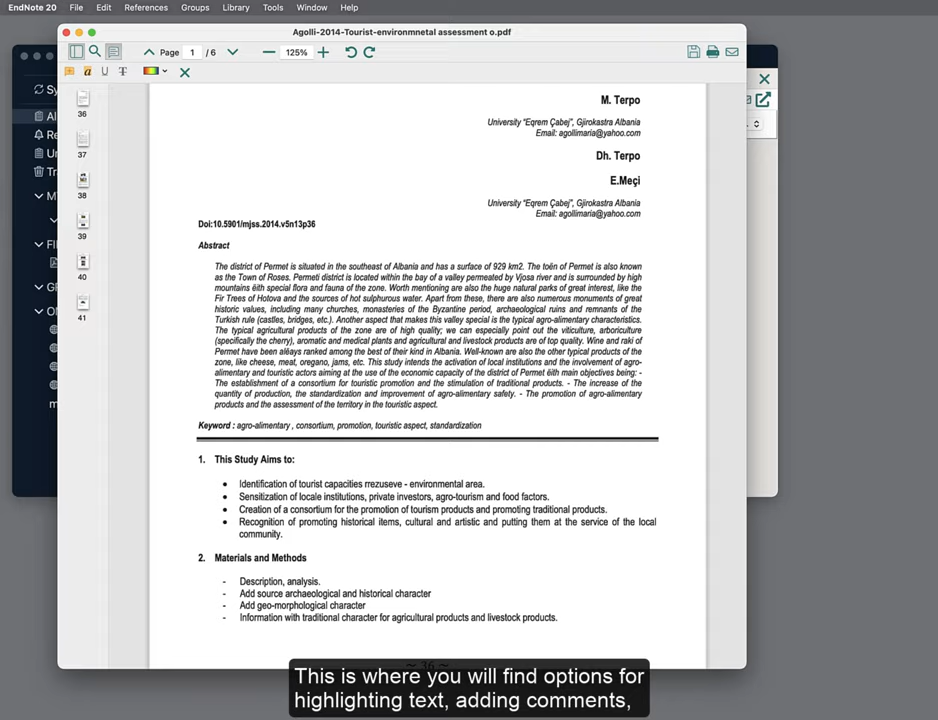 EndNote 20 File Edit References Groups Library Tools Window Help
Agolli-2014-Tourist-environmnetal assessment o.pdf
Page 1 / 6 125%
a U T
36
37
38
39
40
41
M. Terpo
University "Eqrem Çabej", Gjirokastra Albania
Email: agollimaria@yahoo.com
Dh. Terpo
E.Meçi
University "Eqrem Çabej", Gjirokastra Albania
Email: agollimaria@yahoo.com
Doi:10.5901/mjss.2014.v5n13p36
Abstract
The district of Permet is situated in the southeast of Albania and has a surface of 929 km2. The toën of Permet is also known
as the Town of Roses. Permeti district is located within the bay of a valley permeated by Vjosa river and is surrounded by high
mountains ëith special flora and fauna of the zone. Worth mentioning are also the huge natural parks of great interest, like the
Fir Trees of Hotova and the sources of hot sulphurous water. Apart from these, there are also numerous monuments of great
historic values, including many churches, monasteries of the Byzantine period, archaeological ruins and remnants of the
Turkish rule (castles, bridges, etc.). Another aspect that makes this valley special is the typical agro-alimentary characteristics.
The typical agricultural products of the zone are of high quality; we can especially point out the viticulture, arboriculture
(specifically the cherry), aromatic and medical plants and agricultural and livestock products are of top quality. Wine and raki of
Permet have been alëays ranked among the best of their kind in Albania. Well-known are also the other typical products of the
zone, like cheese, meat, oregano, jams, etc. This study intends the activation of local institutions and the involvement of agro-
alimentary and touristic actors aiming at the use of the economic capacity of the district of Permet ëith main objectives being: -
The establishment of a consortium for touristic promotion and the stimulation of traditional products. - The increase of the
quantity of production, the standardization and improvement of agro-alimentary safety. - The promotion of agro-alimentary
products and the assessment of the territory in the touristic aspect.
Keyword : agro-alimentary , consortium, promotion, touristic aspect, standardization
1. This Study Aims to:
• Identification of tourist capacities rrezuseve - environmental area.
• Sensitization of locale institutions, private investors, agro-tourism and food factors.
• Creation of a consortium for the promotion of tourism products and promoting traditional products.
• Recognition of promoting historical items, cultural and artistic and putting them at the service of the local
community.
2. Materials and Methods
- Description, analysis.
- Add source archaeological and historical character
- Add geo-morphological character
- Information with traditional character for agricultural products and livestock products.
~ 36 ~
This is where you will find options for
highlighting text, adding comments,